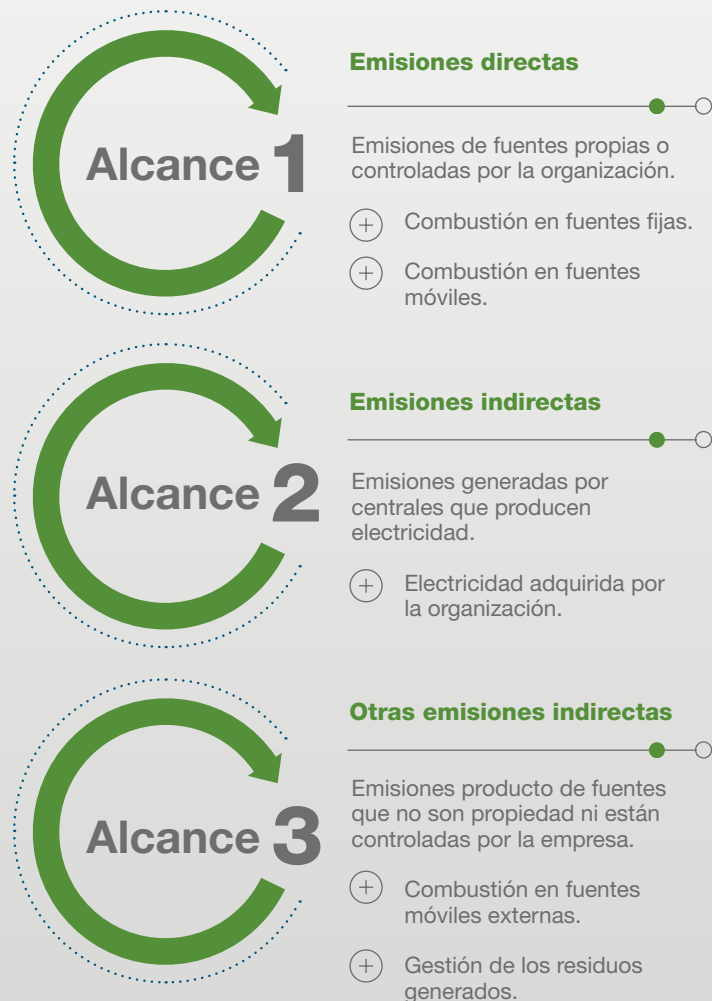 Alcance 1
Emisiones directas
Emisiones de fuentes propias o
controladas por la organización.
Combustión en fuentes fijas.
Combustión en fuentes
móviles.
Alcance 2
Emisiones indirectas
Emisiones generadas por
centrales que producen
electricidad.
Electricidad adquirida por
la organización.
Alcance 3
Otras emisiones indirectas
Emisiones producto de fuentes
que no son propiedad ni están
controladas por la empresa.
Combustión en fuentes
móviles externas.
Gestión de los residuos
generados.